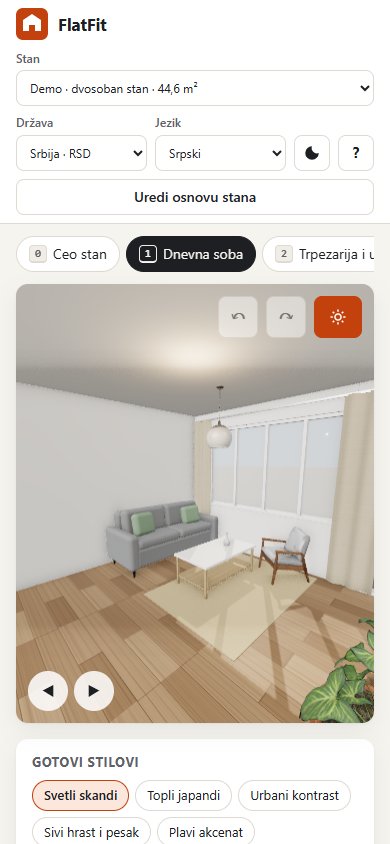 FlatFit
Stan
Demo · dvosoban stan · 44,6 m²
Država
Jezik
Srbija · RSD
Srpski
?
Uredi osnovu stana
0 Ceo stan
1 Dnevna soba
2 Trpezarija i u
GOTOVI STILOVI
Svetli skandi
Topli japandi
Urbani kontrast
Sivi hrast i pesak
Plavi akcenat